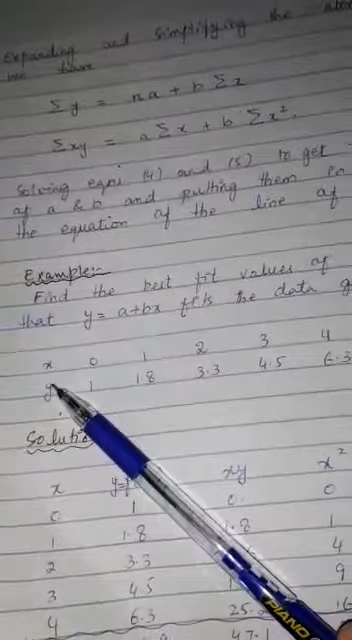 Expanding and simplifying the above
we have
Σy = na + b Σx
Σxy = a Σx + b Σx².
Solving eqns (4) and (5) to get
of a & b and putting them in
the equation of the line of
Example:-
Find the best fit values of
that y = a+bx fits the data
x 0 1 2 3 4
y 1 1.8 3.3 4.5 6.3
x xy x²
0 1 0 0
1 1.8 1.8 1
2 3.3 4
3 4.5 9
4 6.3 25.2 16
47.1
PIANO